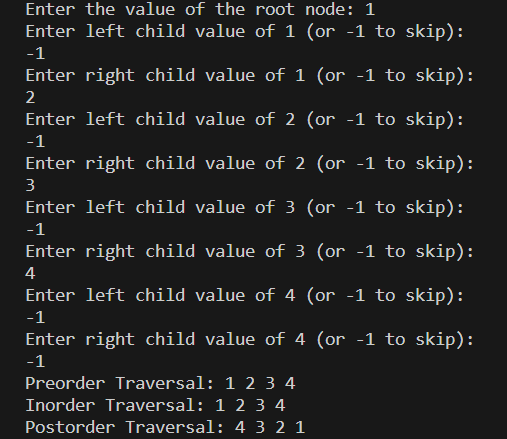 Enter the value of the root node: 1
Enter left child value of 1 (or -1 to skip):
-1
Enter right child value of 1 (or -1 to skip):
2
Enter left child value of 2 (or -1 to skip):
-1
Enter right child value of 2 (or -1 to skip):
3
Enter left child value of 3 (or -1 to skip):
-1
Enter right child value of 3 (or -1 to skip):
4
Enter left child value of 4 (or -1 to skip):
-1
Enter right child value of 4 (or -1 to skip):
-1
Preorder Traversal: 1 2 3 4
Inorder Traversal: 1 2 3 4
Postorder Traversal: 4 3 2 1